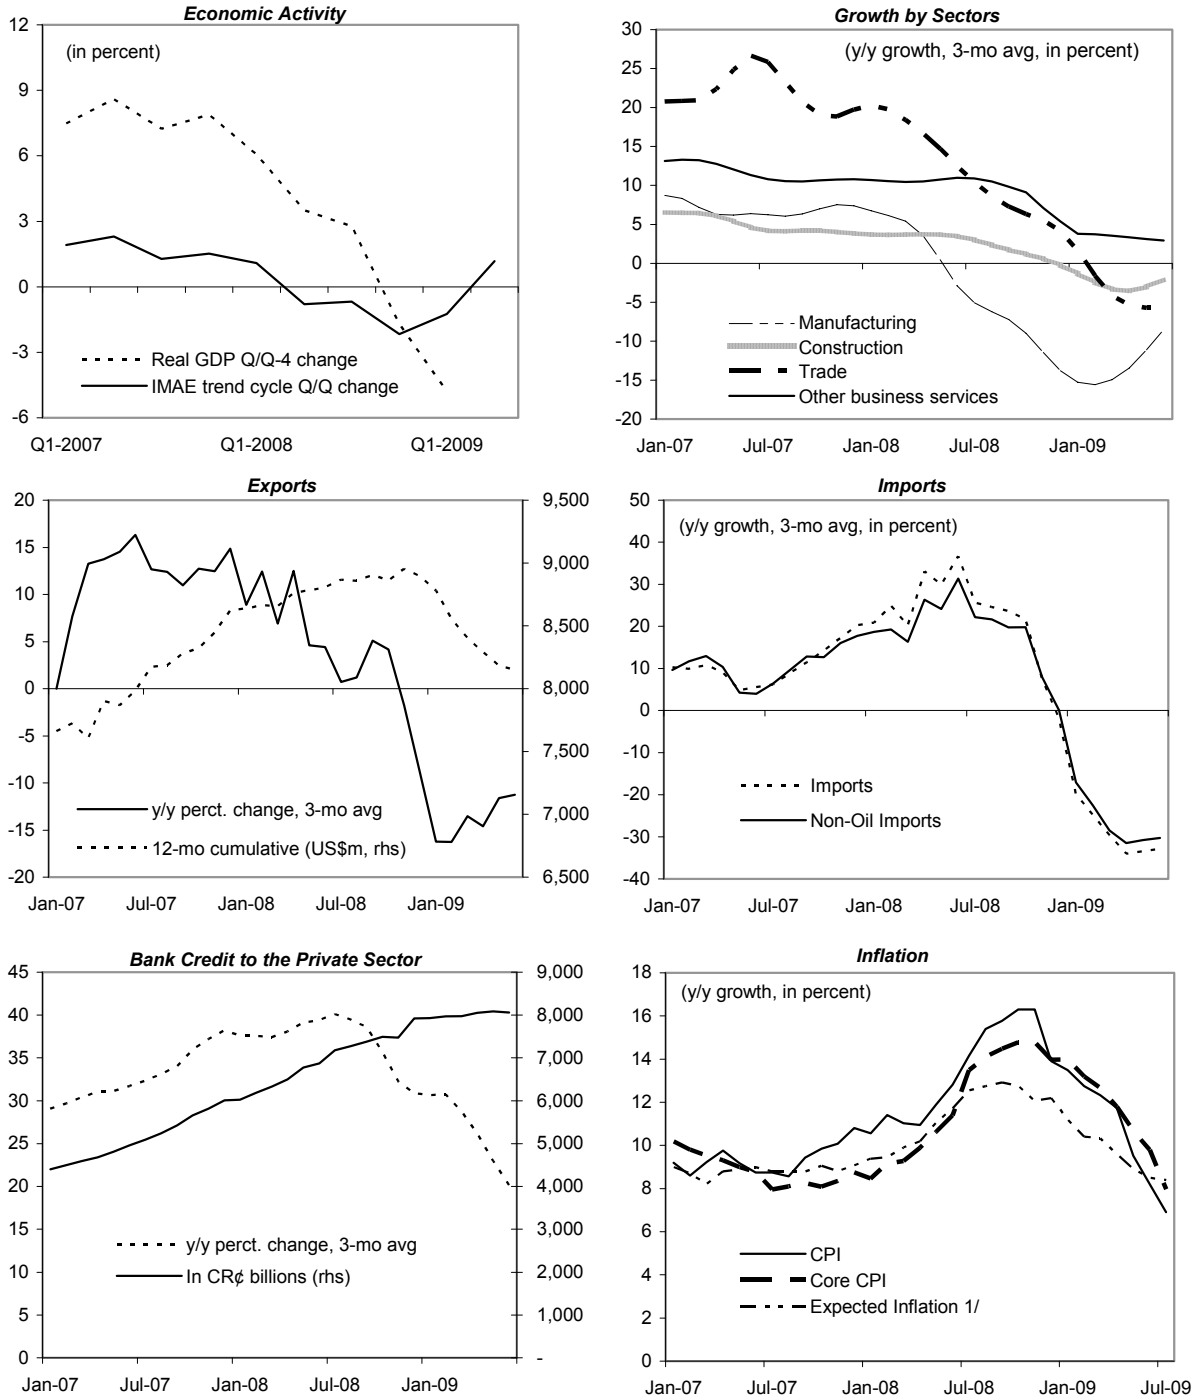 Economic Activity
(in percent)
12
9
6
3
0
-3
-6
Real GDP Q/Q-4 change
IMAE trend cycle Q/Q change
Q1-2007 Q1-2008 Q1-2009
Growth by Sectors
(y/y growth, 3-mo avg, in percent)
30
25
20
15
10
5
0
-5
-10
-15
-20
Manufacturing
Construction
Trade
Other business services
Jan-07 Jul-07 Jan-08 Jul-08 Jan-09
Exports
20
15
10
5
0
-5
-10
-15
-20
9,500
9,000
8,500
8,000
7,500
7,000
6,500
y/y perct. change, 3-mo avg
12-mo cumulative (US$m, rhs)
Jan-07 Jul-07 Jan-08 Jul-08 Jan-09
Imports
(y/y growth, 3-mo avg, in percent)
50
40
30
20
10
0
-10
-20
-30
-40
Imports
Non-Oil Imports
Jan-07 Jul-07 Jan-08 Jul-08 Jan-09
Bank Credit to the Private Sector
45
40
35
30
25
20
15
10
5
0
9,000
8,000
7,000
6,000
5,000
4,000
3,000
2,000
1,000
-
y/y perct. change, 3-mo avg
In CR₡ billions (rhs)
Jan-07 Jul-07 Jan-08 Jul-08 Jan-09
Inflation
(y/y growth, in percent)
18
16
14
12
10
8
6
4
2
0
CPI
Core CPI
Expected Inflation 1/
Jan-07 Jul-07 Jan-08 Jul-08 Jan-09 Jul-09